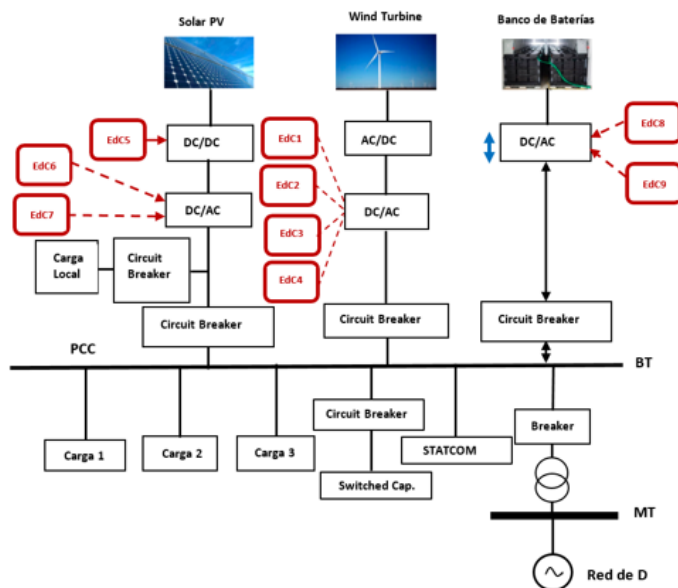 Solar PV
Wind Turbine
Banco de Baterías
EdC5
DC/DC
EdC1
AC/DC
DC/AC
EdC8
EdC6
EdC2
EdC9
EdC7
DC/AC
DC/AC
EdC3
Carga
Local
Circuit
Breaker
EdC4
Circuit Breaker
Circuit Breaker
Circuit Breaker
PCC
BT
Circuit Breaker
Breaker
Carga 1
Carga 2
Carga 3
STATCOM
Switched Cap.
MT
Red de D